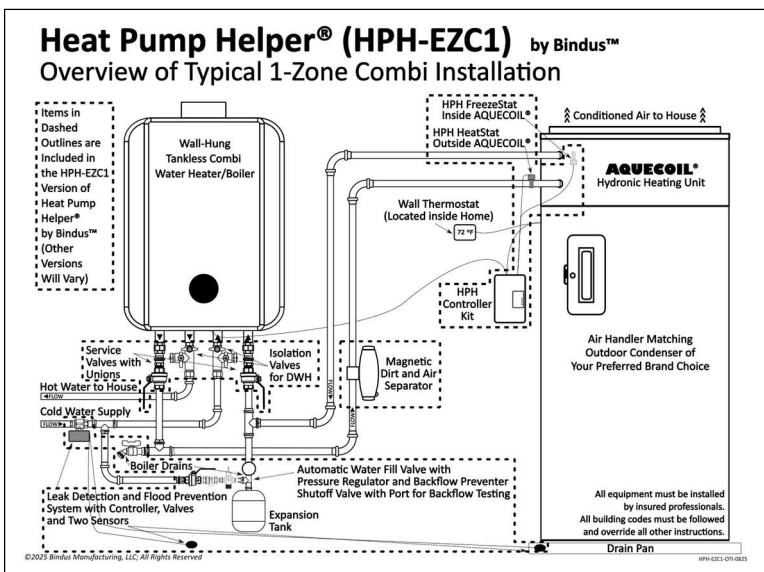 Heat Pump Helper® (HPH-EZC1) by Bindus™
Overview of Typical 1-Zone Combi Installation
Items in
Dashed
Outlines are
Included in
the HPH-EZC1
Version of
Heat Pump
Helper®
by Bindus™
(Other
Versions
Will Vary)
Wall-Hung
Tankless Combi
Water Heater/Boiler
HPH FreezeStat
Inside AQUECOIL®
HPH HeatStat
Outside AQUECOIL®
Conditioned Air to House
AQUECOIL®
Hydronic Heating Unit
Wall Thermostat
(Located inside Home)
72 °F
HPH
Controller
Kit
Air Handler Matching
Outdoor Condenser of
Your Preferred Brand Choice
Service
Valves with
Unions
Isolation
Valves
for DWH
Magnetic
Dirt and Air
Separator
FLOW
FLOW
Hot Water to House
FLOW
Cold Water Supply
FLOW
Boiler Drains
Automatic Water Fill Valve with
Pressure Regulator and Backflow Preventer
Shutoff Valve with Port for Backflow Testing
Leak Detection and Flood Prevention
System with Controller, Valves
and Two Sensors
Expansion
Tank
All equipment must be installed
by insured professionals.
All building codes must be followed
and override all other instructions.
Drain Pan
©2025 Bindus Manufacturing, LLC; All Rights Reserved
HPH-EZC1-OTI-0825